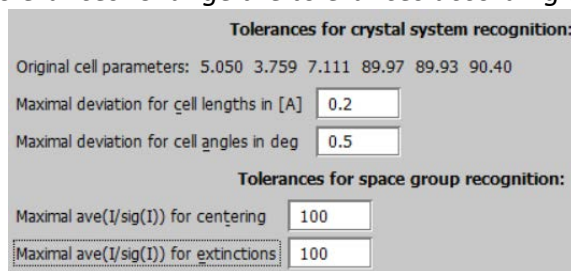 tolerances according
Tolerances for crystal system recognition:
Original cell parameters: 5.050 3.759 7.111 89.97 89.93 90.40
Maximal deviation for cell lengths in [A] 0.2
Maximal deviation for cell angles in deg 0.5
Tolerances for space group recognition:
Maximal ave(I/sig(I)) for centering 100
Maximal ave(I/sig(I)) for extinctions 100